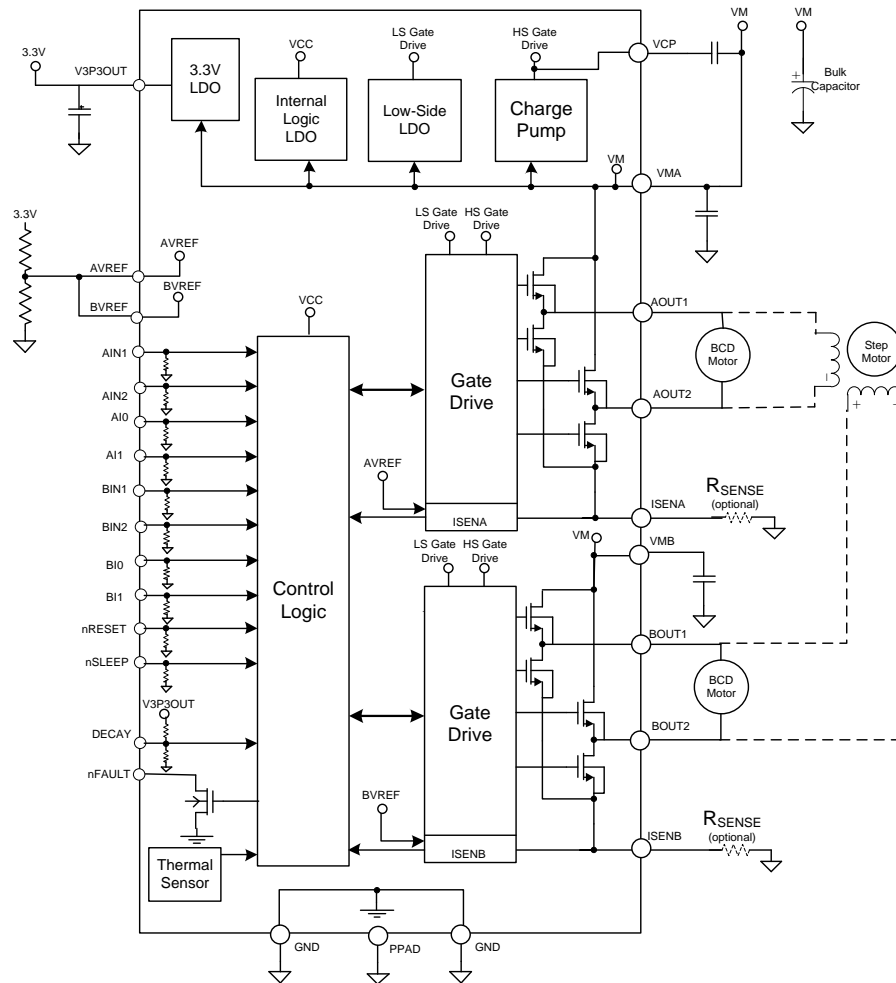 VM
VM
LS Gate
Drive
HS Gate
Drive
VCC
VCP
3.3V
V3P3OUT
3.3V
LDO
Internal
Logic
LDO
Low-Side
LDO
Charge
Pump
+
Bulk
Capacitor
VM
VMA
3.3V
LS Gate
Drive
HS Gate
Drive
AVREF
AVREF
BVREF
BVREF
VCC
AOUT1
AIN1
AIN2
AI0
AI1
BIN1
BIN2
BI0
BI1
nRESET
nSLEEP
V3P3OUT
DECAY
nFAULT
Control
Logic
Thermal
Sensor
Gate
Drive
BCD
Motor
Step
Motor
AOUT2
+
–
AVREF
ISENA
ISENA
RSENSE
(optional)
LS Gate
Drive
HS Gate
Drive
VM
VMB
BOUT1
Gate
Drive
BCD
Motor
BOUT2
BVREF
ISENB
ISENB
RSENSE
(optional)
GND
PPAD
GND